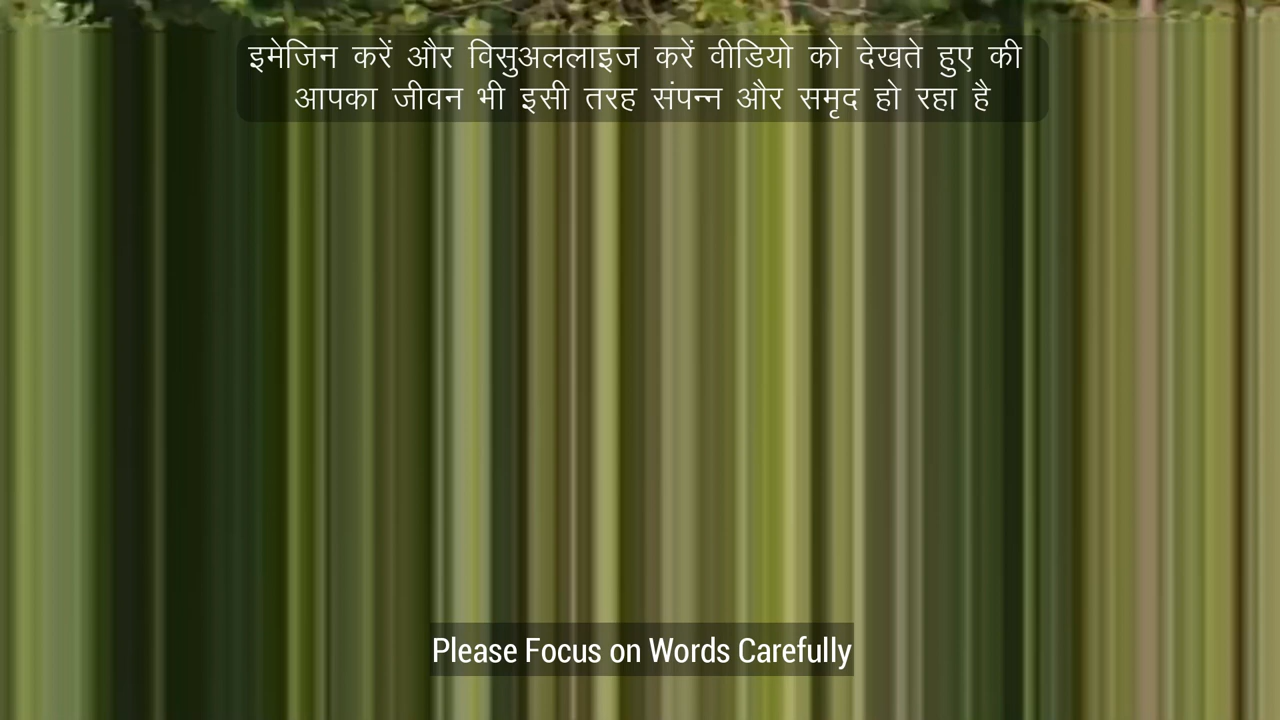 इमेजिन करें और विसुअललाइज करें वीडियो को देखते हुए की
आपका जीवन भी इसी तरह संपन्न और समृद हो रहा है
Please Focus on Words Carefully